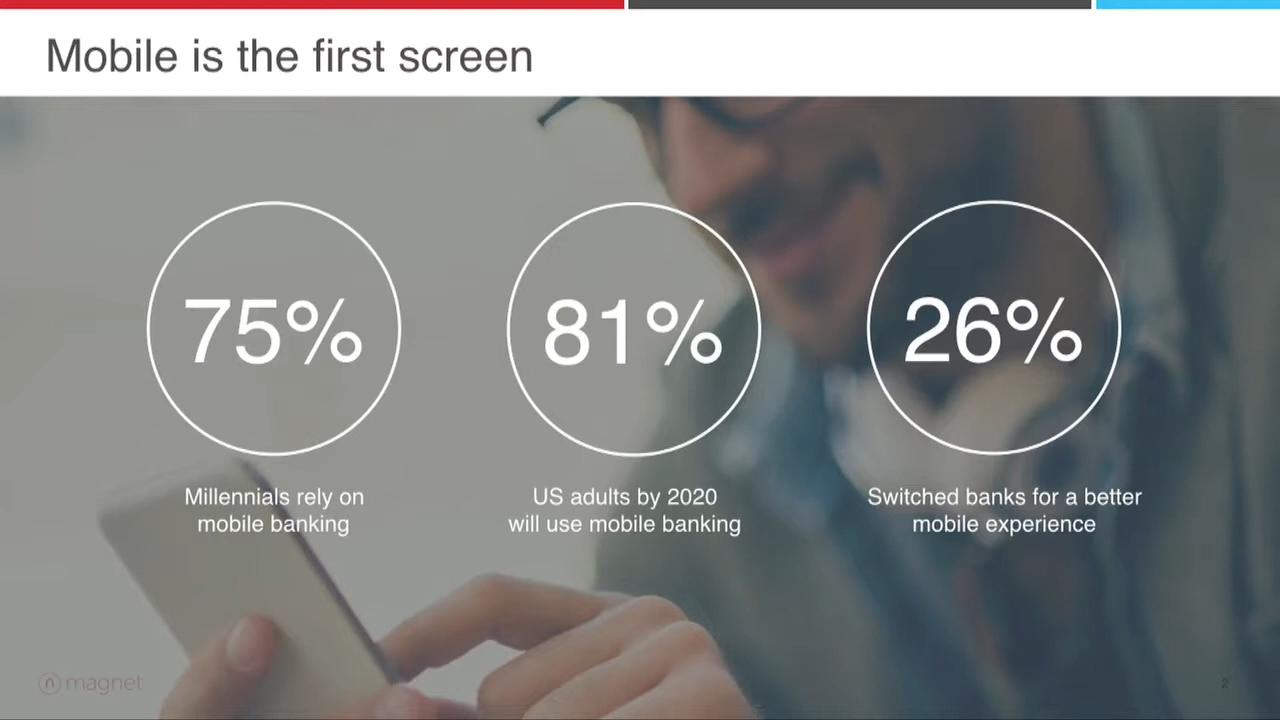 Mobile is the first screen
75%
81%
26%
Millennials rely on
mobile banking
US adults by 2020
will use mobile banking
Switched banks for a better
mobile experience
magnet
2